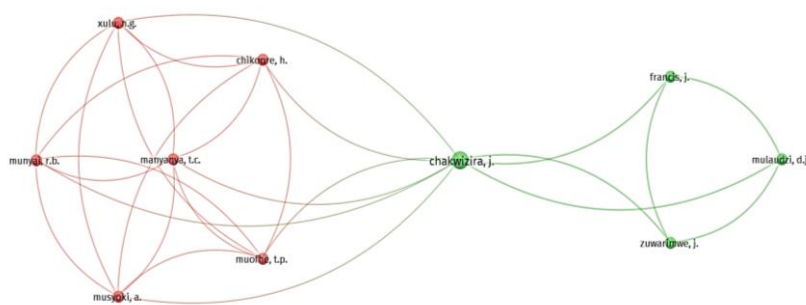 xulu, n.g.
chikoore, h.
francis, j.
munyai, r.b.
manyanya, t.c.
chakwizira, j.
mulaudzi, d.j
zuwarimwe, j.
muofhe, t.p.
musyoki, a.